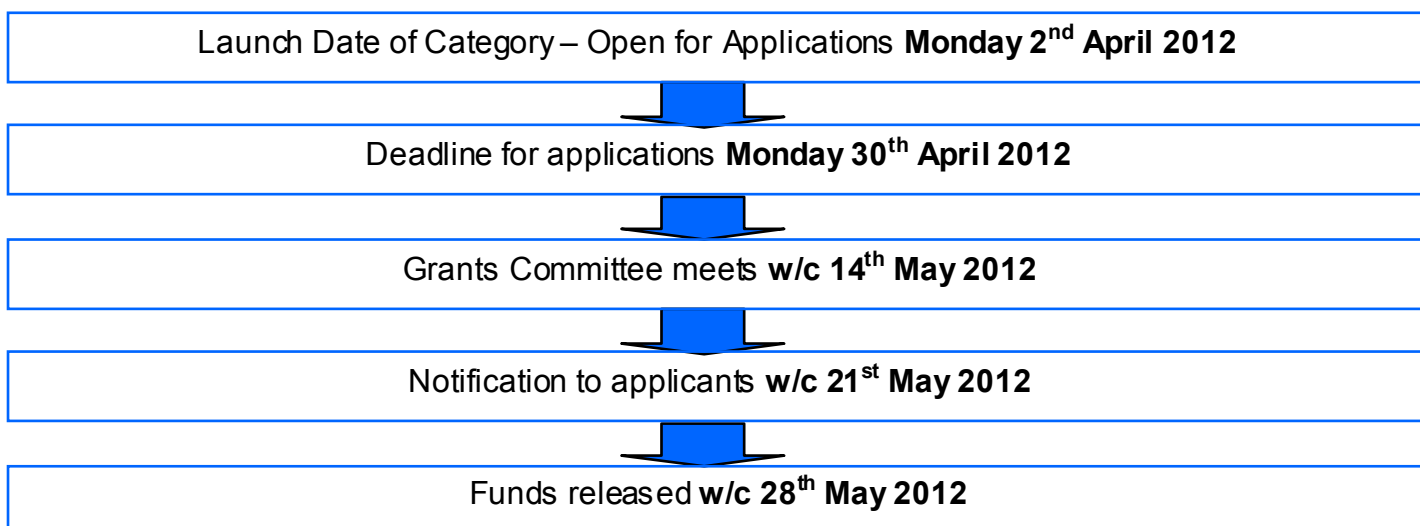 Launch Date of Category – Open for Applications Monday 2nd April 2012
Deadline for applications Monday 30th April 2012
Grants Committee meets w/c 14th May 2012
Notification to applicants w/c 21st May 2012
Funds released w/c 28th May 2012